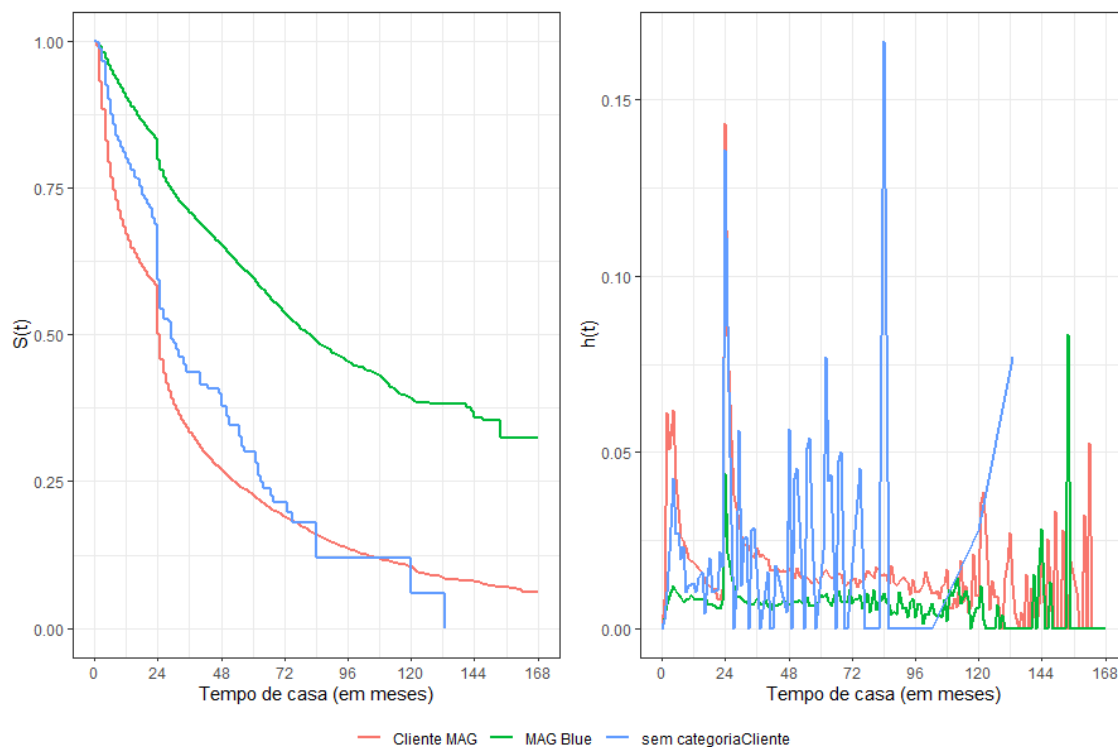 1.00
0.75
0.50
0.25
0.00
S(t)
0 24 48 72 96 120 144 168
Tempo de casa (em meses)
0.15
0.10
0.05
0.00
h(t)
0 24 48 72 96 120 144 168
Tempo de casa (em meses)
Cliente MAG MAG Blue sem categoriaCliente